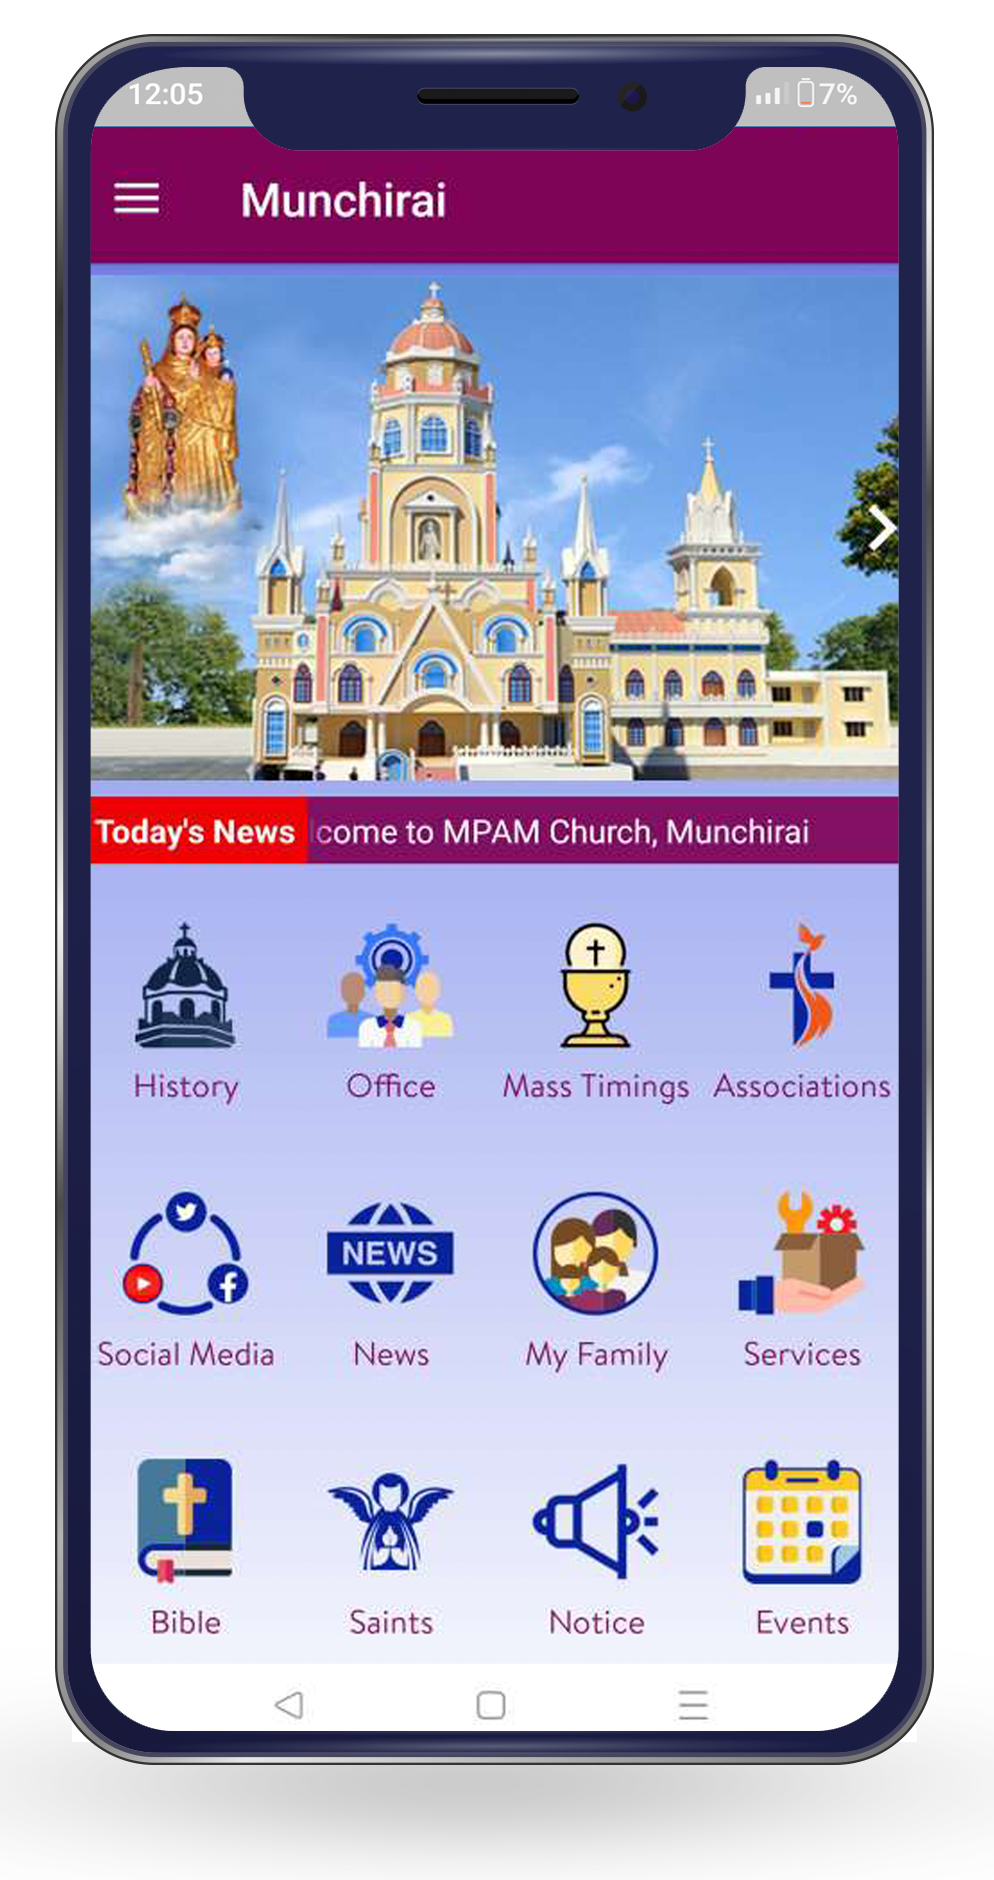 12:05 7%
Munchirai
Today's News lcome to MPAM Church, Munchirai
History Office Mass Timings Associations
NEWS
Social Media News My Family Services
Bible Saints Notice Events